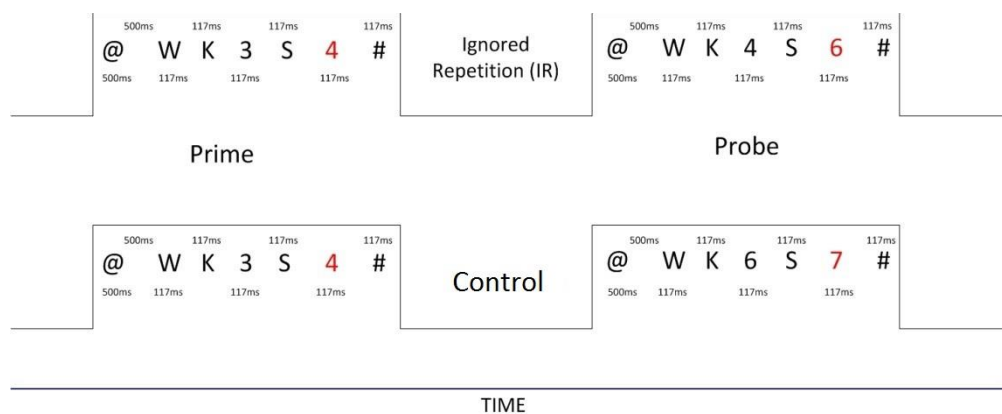 500ms 117ms 117ms 117ms
@ W K 3 S 4 #
500ms 117ms 117ms 117ms
Prime
Ignored
Repetition (IR)
500ms 117ms 117ms 117ms
@ W K 4 S 6 #
500ms 117ms 117ms 117ms
Probe
500ms 117ms 117ms 117ms
@ W K 3 S 4 #
500ms 117ms 117ms 117ms
Control
500ms 117ms 117ms 117ms
@ W K 6 S 7 #
500ms 117ms 117ms 117ms
TIME